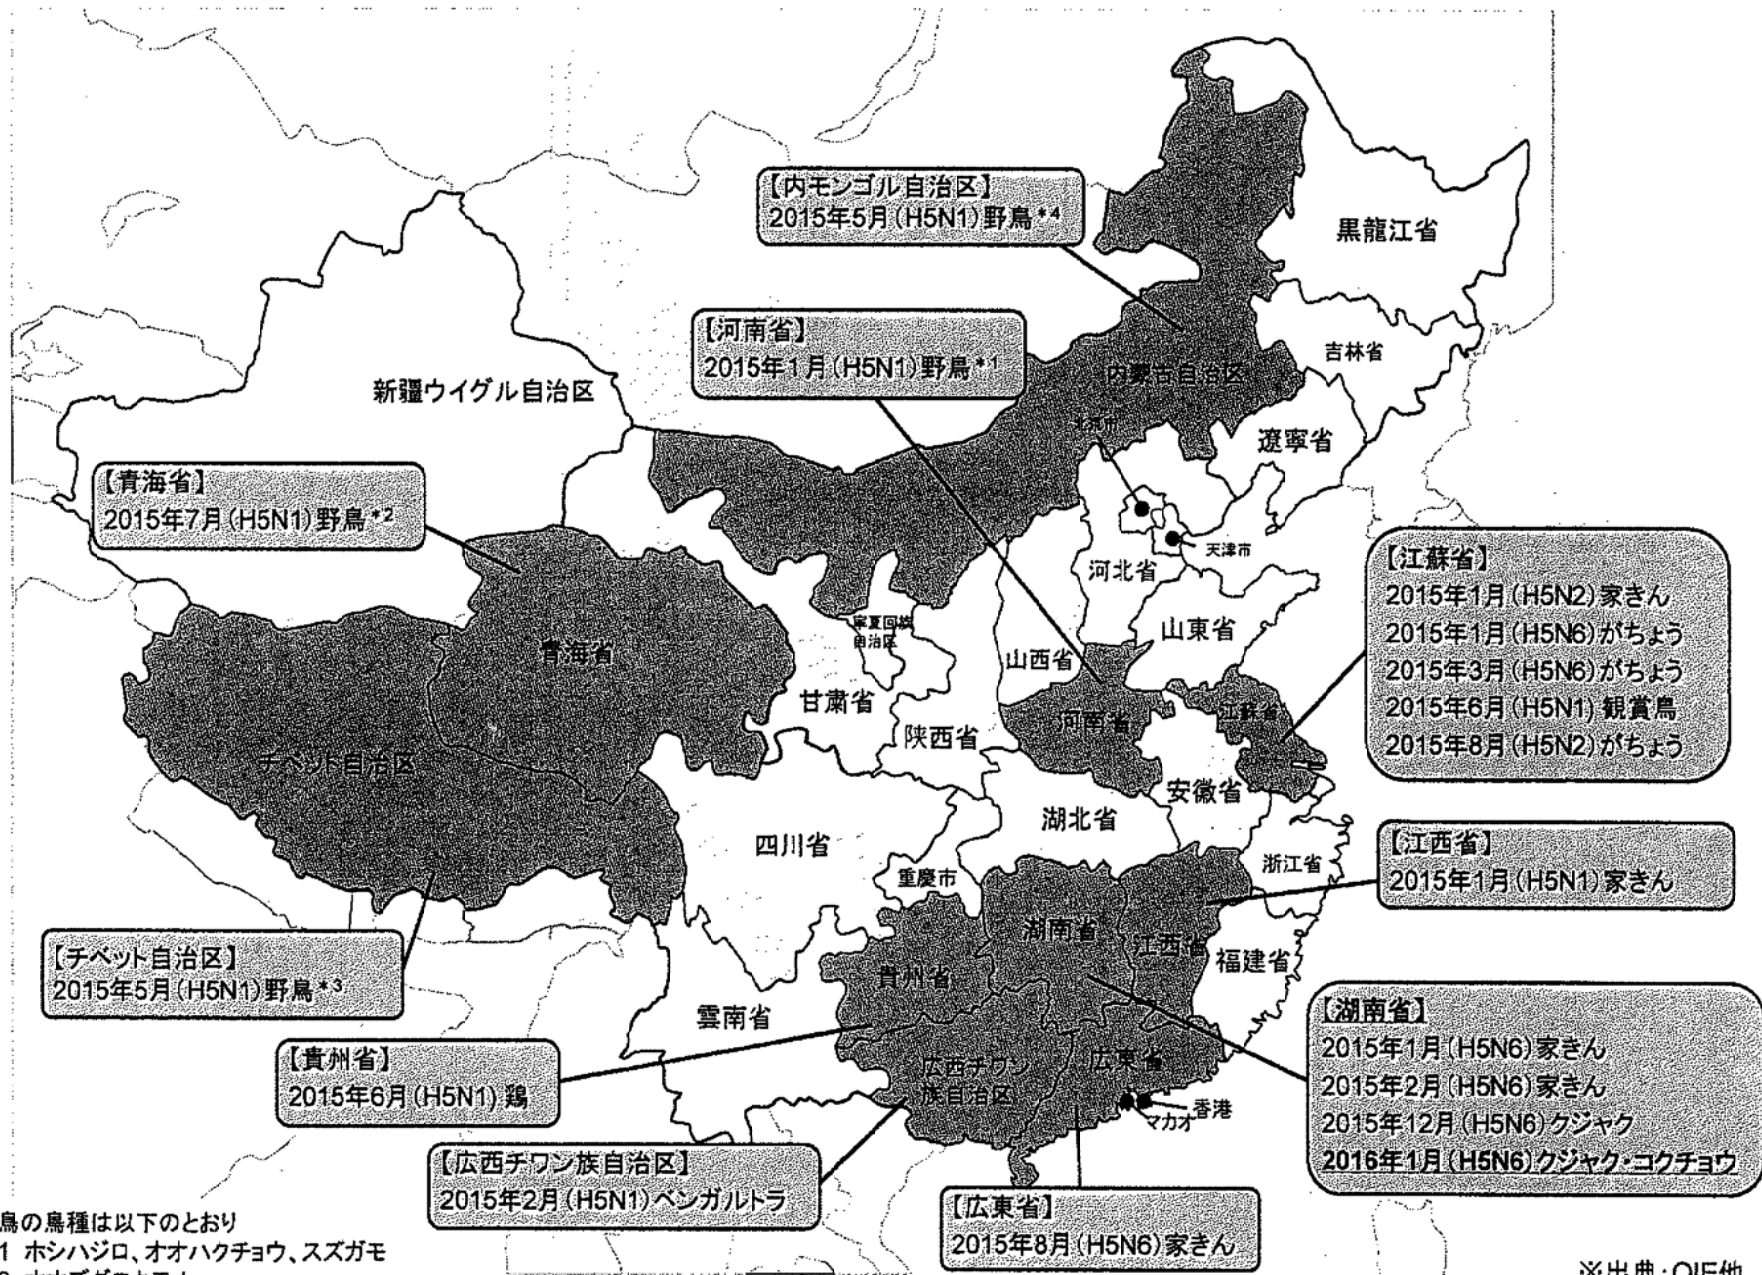 【内モンゴル自治区】
2015年5月(H5N1)野鳥*4
黒龍江省
【河南省】
2015年1月(H5N1)野鳥*1
吉林省
内蒙古自治区
新疆ウイグル自治区
北京市
遼寧省
【青海省】
2015年7月(H5N1)野鳥*2
天津市
河北省
【江蘇省】
2015年1月(H5N2)家きん
2015年1月(H5N6)がちょう
2015年3月(H5N6)がちょう
2015年6月(H5N1)観賞鳥
2015年8月(H5N2)がちょう
寧夏回族
自治区
山東省
青海省
山西省
甘粛省
陕西省
河南省
江蘇省
チベット自治区
安徽省
湖北省
四川省
重慶市
浙江省
【江西省】
2015年1月(H5N1)家きん
湖南省
江西省
福建省
貴州省
【チベット自治区】
2015年5月(H5N1)野鳥*3
雲南省
【湖南省】
2015年1月(H5N6)家きん
2015年2月(H5N6)家きん
2015年12月(H5N6)クジャク
2016年1月(H5N6)クジャク・コクチョウ
【貴州省】
2015年6月(H5N1)鶏
広西チワン
族自治区
広東省
香港
マカオ
【広西チワン族自治区】
2015年2月(H5N1)ベンガルトラ
【広東省】
2015年8月(H5N6)家きん
鳥の鳥種は以下のとおり
1 ホシハジロ、オオハクチョウ、スズガモ
※出典:OIE他